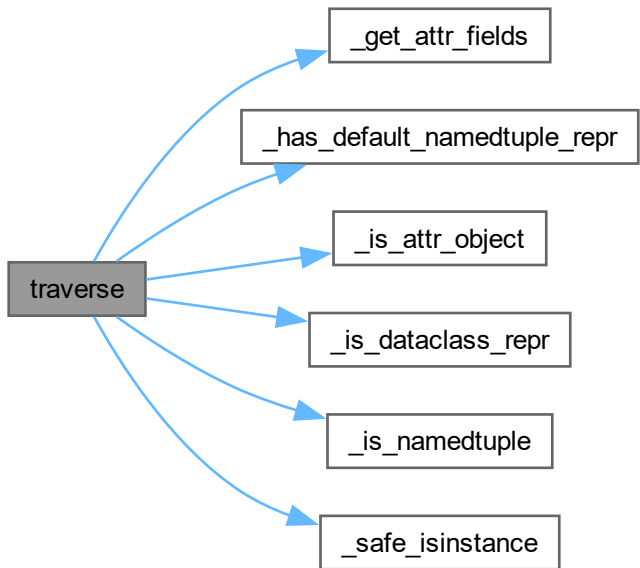 _get_attr_fields
_has_default_namedtuple_repr
_is_attr_object
traverse
_is_dataclass_repr
_is_namedtuple
_safe_isinstance